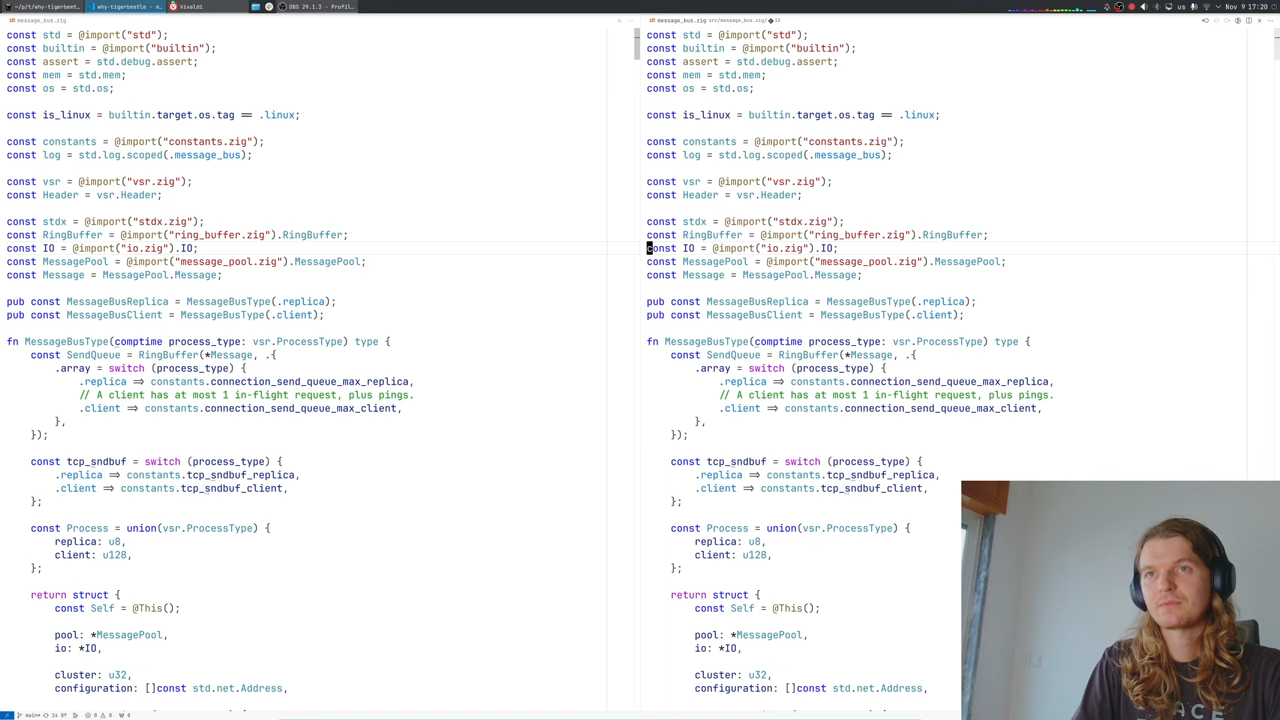 ~/p/t/why-tigerbeetl…
why-tigerbeetle - n…
Vivaldi
OBS 29.1.3 - Profil…
us
Nov 9 17:20
message_bus.zig
const std = @import("std");
const builtin = @import("builtin");
const assert = std.debug.assert;
const mem = std.mem;
const os = std.os;
const is_linux = builtin.target.os.tag == .linux;
const constants = @import("constants.zig");
const log = std.log.scoped(.message_bus);
const vsr = @import("vsr.zig");
const Header = vsr.Header;
const stdx = @import("stdx.zig");
const RingBuffer = @import("ring_buffer.zig").RingBuffer;
const IO = @import("io.zig").IO;
const MessagePool = @import("message_pool.zig").MessagePool;
const Message = MessagePool.Message;
pub const MessageBusReplica = MessageBusType(.replica);
pub const MessageBusClient = MessageBusType(.client);
fn MessageBusType(comptime process_type: vsr.ProcessType) type {
const SendQueue = RingBuffer(*Message, .{
.array = switch (process_type) {
.replica => constants.connection_send_queue_max_replica,
// A client has at most 1 in-flight request, plus pings.
.client => constants.connection_send_queue_max_client,
},
});
const tcp_sndbuf = switch (process_type) {
.replica => constants.tcp_sndbuf_replica,
.client => constants.tcp_sndbuf_client,
};
const Process = union(vsr.ProcessType) {
replica: u8,
client: u128,
};
return struct {
const Self = @This();
pool: *MessagePool,
io: *IO,
cluster: u32,
configuration: []const std.net.Address,
message_bus.zig src/message_bus.zig/
const std = @import("std");
const builtin = @import("builtin");
const assert = std.debug.assert;
const mem = std.mem;
const os = std.os;
const is_linux = builtin.target.os.tag == .linux;
const constants = @import("constants.zig");
const log = std.log.scoped(.message_bus);
const vsr = @import("vsr.zig");
const Header = vsr.Header;
const stdx = @import("stdx.zig");
const RingBuffer = @import("ring_buffer.zig").RingBuffer;
const IO = @import("io.zig").IO;
const MessagePool = @import("message_pool.zig").MessagePool;
const Message = MessagePool.Message;
pub const MessageBusReplica = MessageBusType(.replica);
pub const MessageBusClient = MessageBusType(.client);
fn MessageBusType(comptime process_type: vsr.ProcessType) type {
const SendQueue = RingBuffer(*Message, .{
.array = switch (process_type) {
.replica => constants.connection_send_queue_max_replica,
// A client has at most 1 in-flight request, plus pings.
.client => constants.connection_send_queue_max_client,
},
});
const tcp_sndbuf = switch (process_type) {
.replica => constants.tcp_sndbuf_replica,
.client => constants.tcp_sndbuf_client,
};
const Process = union(vsr.ProcessType) {
replica: u8,
client: u128,
};
return struct {
const Self = @This();
pool: *MessagePool,
io: *IO,
cluster: u32,
configuration: []const std.net.Address,
main*